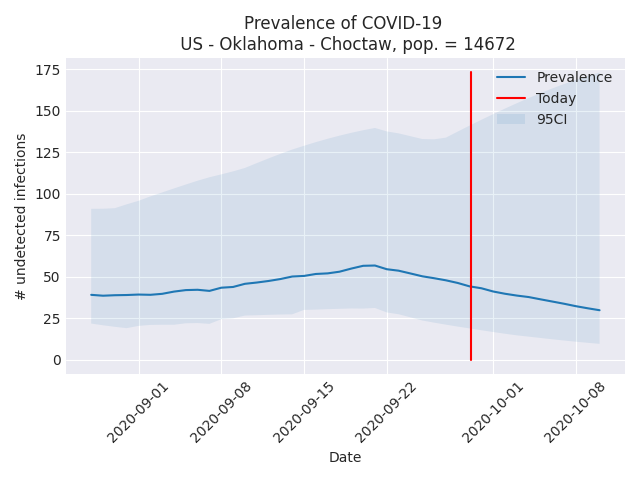 Prevalence of COVID-19
US - Oklahoma - Choctaw, pop. = 14672
175
150
125
100
75
50
25
0
# undetected infections
Prevalence
Today
95CI
2020-09-01
2020-09-08
2020-09-15
2020-09-22
2020-10-01
2020-10-08
Date